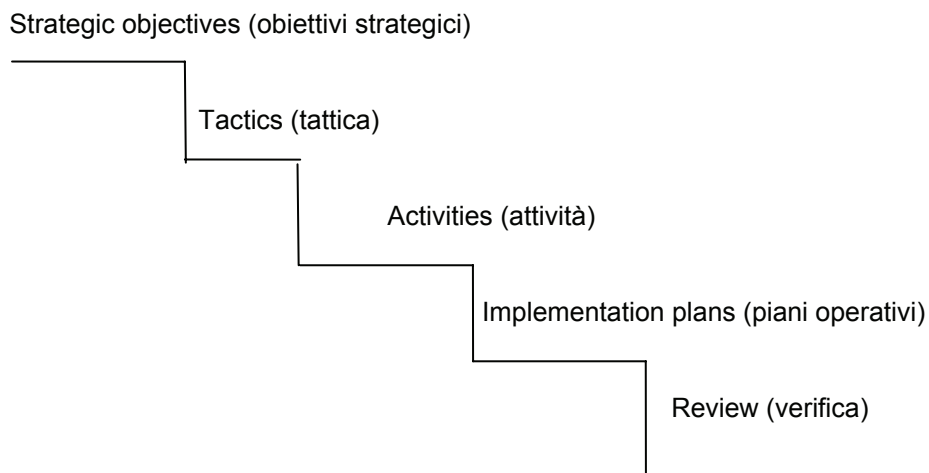 Strategic objectives (obiettivi strategici)
Tactics (tattica)
Activities (attività)
Implementation plans (piani operativi)
Review (verifica)